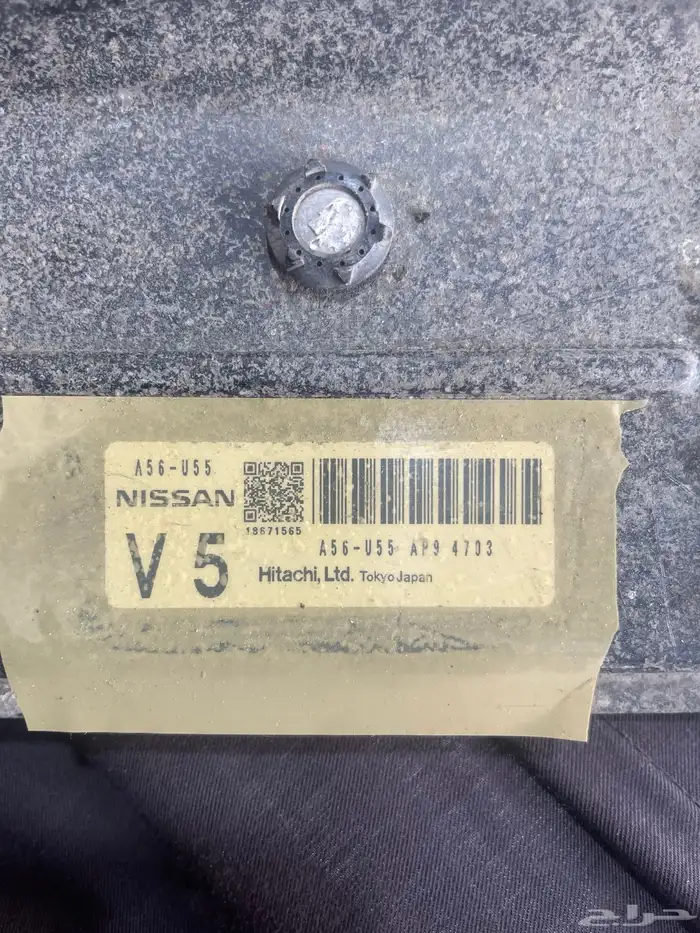 A56-U55
NISSAN
18671565
A56-U55 AP9 4703
V 5
Hitachi, Ltd. Tokyo Japan
حراج